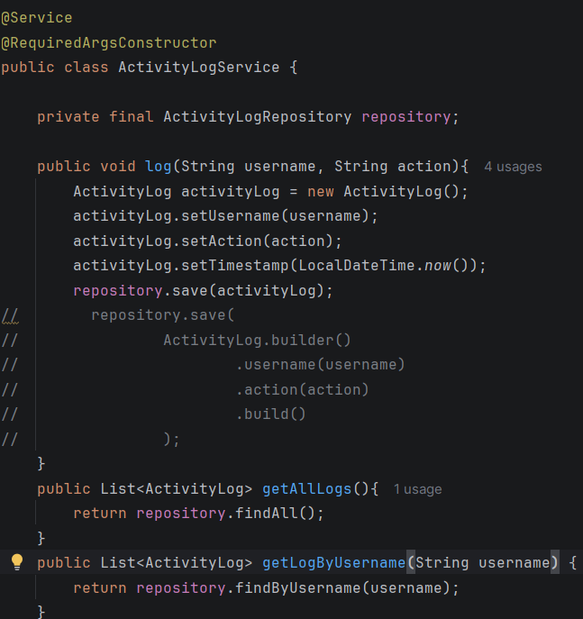 @Service
@RequiredArgsConstructor
public class ActivityLogService {
    private final ActivityLogRepository repository;
    public void log(String username, String action){ 4 usages
        ActivityLog activityLog = new ActivityLog();
        activityLog.setUsername(username);
        activityLog.setAction(action);
        activityLog.setTimestamp(LocalDateTime.now());
        repository.save(activityLog);
//        repository.save(
//                ActivityLog.builder()
//                        .username(username)
//                        .action(action)
//                        .build()
//                );
    }
    public List<ActivityLog> getAllLogs(){ 1 usage
        return repository.findAll();
    }
    public List<ActivityLog> getLogByUsername(String username) {
        return repository.findByUsername(username);
    }